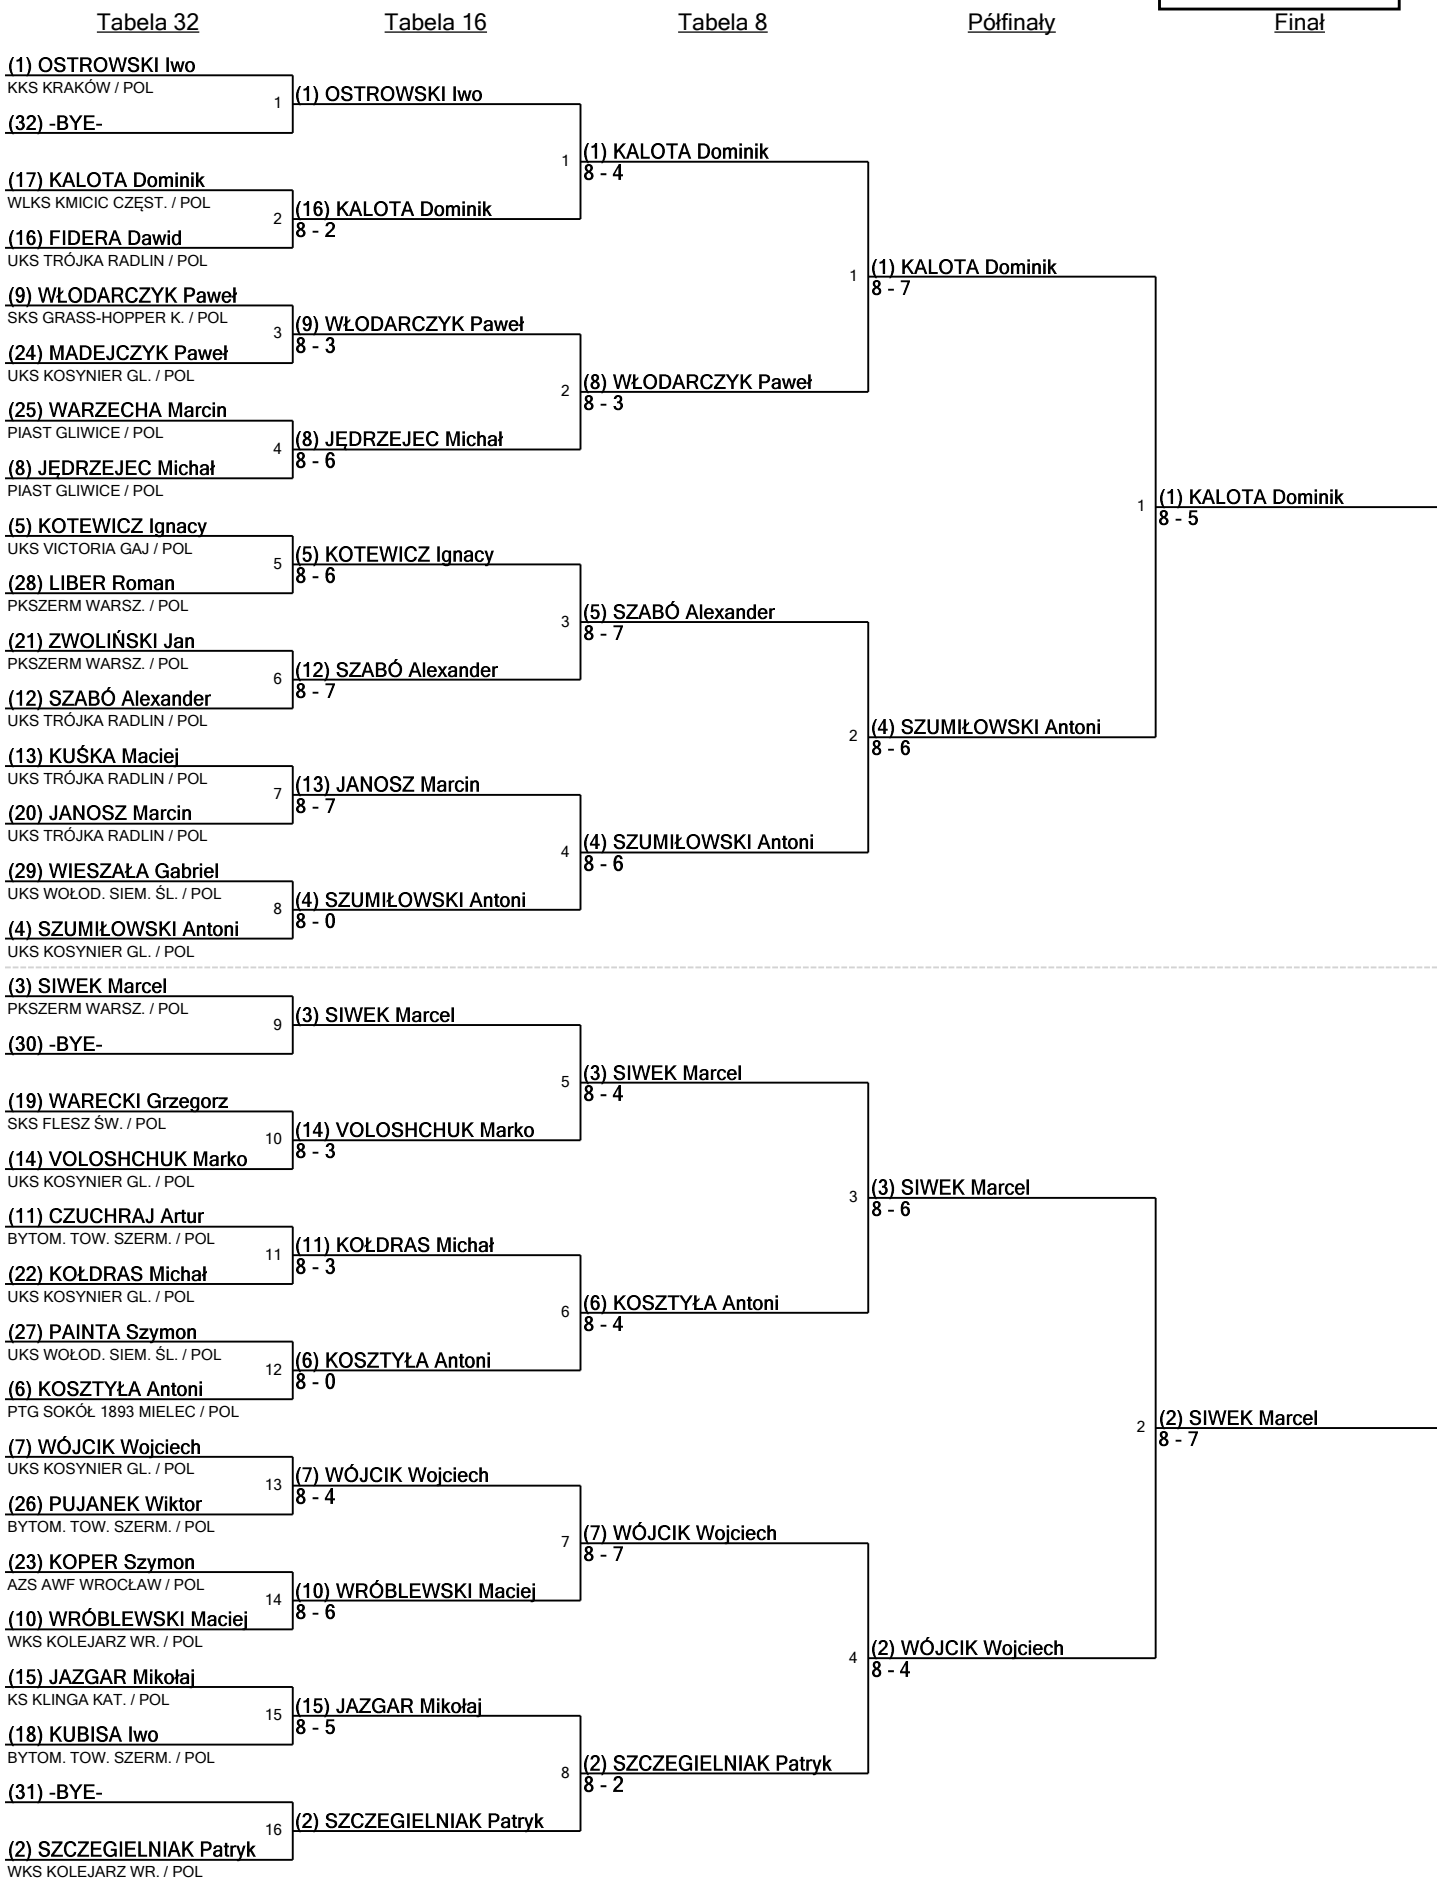 Tabela 32
Tabela 16
Tabela 8
Półfinały
Finał
(1) OSTROWSKI Iwo
KKS KRAKÓW / POL
1
(32) -BYE-
(17) KALOTA Dominik
WLKS KMICIC CZĘST. / POL
2
(16) FIDERA Dawid
UKS TRÓJKA RADLIN / POL
(9) WŁODARCZYK Paweł
SKS GRASS-HOPPER K. / POL
3
(24) MADEJCZYK Paweł
UKS KOSYNIER GL. / POL
(25) WARZECHA Marcin
PIAST GLIWICE / POL
4
(8) JĘDRZEJEC Michał
PIAST GLIWICE / POL
(5) KOTEWICZ Ignacy
UKS VICTORIA GAJ / POL
5
(28) LIBER Roman
PKSZERM WARSZ. / POL
(21) ZWOLIŃSKI Jan
PKSZERM WARSZ. / POL
6
(12) SZABÓ Alexander
UKS TRÓJKA RADLIN / POL
(13) KUŚKA Maciej
UKS TRÓJKA RADLIN / POL
7
(20) JANOSZ Marcin
UKS TRÓJKA RADLIN / POL
(29) WIESZAŁA Gabriel
UKS WOŁOD. SIEM. ŚL. / POL
8
(4) SZUMIŁOWSKI Antoni
UKS KOSYNIER GL. / POL
(3) SIWEK Marcel
PKSZERM WARSZ. / POL
9
(30) -BYE-
(19) WARECKI Grzegorz
SKS FLESZ ŚW. / POL
10
(14) VOLOSHCHUK Marko
UKS KOSYNIER GL. / POL
(11) CZUCHRAJ Artur
BYTOM. TOW. SZERM. / POL
11
(22) KOŁDRAS Michał
UKS KOSYNIER GL. / POL
(27) PAINTA Szymon
UKS WOŁOD. SIEM. ŚL. / POL
12
(6) KOSZTYŁA Antoni
PTG SOKÓŁ 1893 MIELEC / POL
(7) WÓJCIK Wojciech
UKS KOSYNIER GL. / POL
13
(26) PUJANEK Wiktor
BYTOM. TOW. SZERM. / POL
(23) KOPER Szymon
AZS AWF WROCŁAW / POL
14
(10) WRÓBLEWSKI Maciej
WKS KOLEJARZ WR. / POL
(15) JAZGAR Mikołaj
KS KLINGA KAT. / POL
15
(18) KUBISA Iwo
BYTOM. TOW. SZERM. / POL
(31) -BYE-
16
(2) SZCZEGIELNIAK Patryk
WKS KOLEJARZ WR. / POL
(1) OSTROWSKI Iwo
1
(16) KALOTA Dominik
8 - 2
(9) WŁODARCZYK Paweł
8 - 3
2
(8) JĘDRZEJEC Michał
8 - 6
(5) KOTEWICZ Ignacy
8 - 6
3
(12) SZABÓ Alexander
8 - 7
(13) JANOSZ Marcin
8 - 7
4
(4) SZUMIŁOWSKI Antoni
8 - 0
(3) SIWEK Marcel
5
(14) VOLOSHCHUK Marko
8 - 3
(11) KOŁDRAS Michał
8 - 3
6
(6) KOSZTYŁA Antoni
8 - 0
(7) WÓJCIK Wojciech
8 - 4
7
(10) WRÓBLEWSKI Maciej
8 - 6
(15) JAZGAR Mikołaj
8 - 5
8
(2) SZCZEGIELNIAK Patryk
(1) KALOTA Dominik
8 - 4
1
(8) WŁODARCZYK Paweł
8 - 3
(5) SZABÓ Alexander
8 - 7
2
(4) SZUMIŁOWSKI Antoni
8 - 6
(3) SIWEK Marcel
8 - 4
3
(6) KOSZTYŁA Antoni
8 - 4
(7) WÓJCIK Wojciech
8 - 7
4
(2) SZCZEGIELNIAK Patryk
8 - 2
(1) KALOTA Dominik
8 - 7
1
(4) SZUMIŁOWSKI Antoni
8 - 6
(3) SIWEK Marcel
8 - 6
2
(2) WÓJCIK Wojciech
8 - 4
(1) KALOTA Dominik
8 - 5
(2) SIWEK Marcel
8 - 7